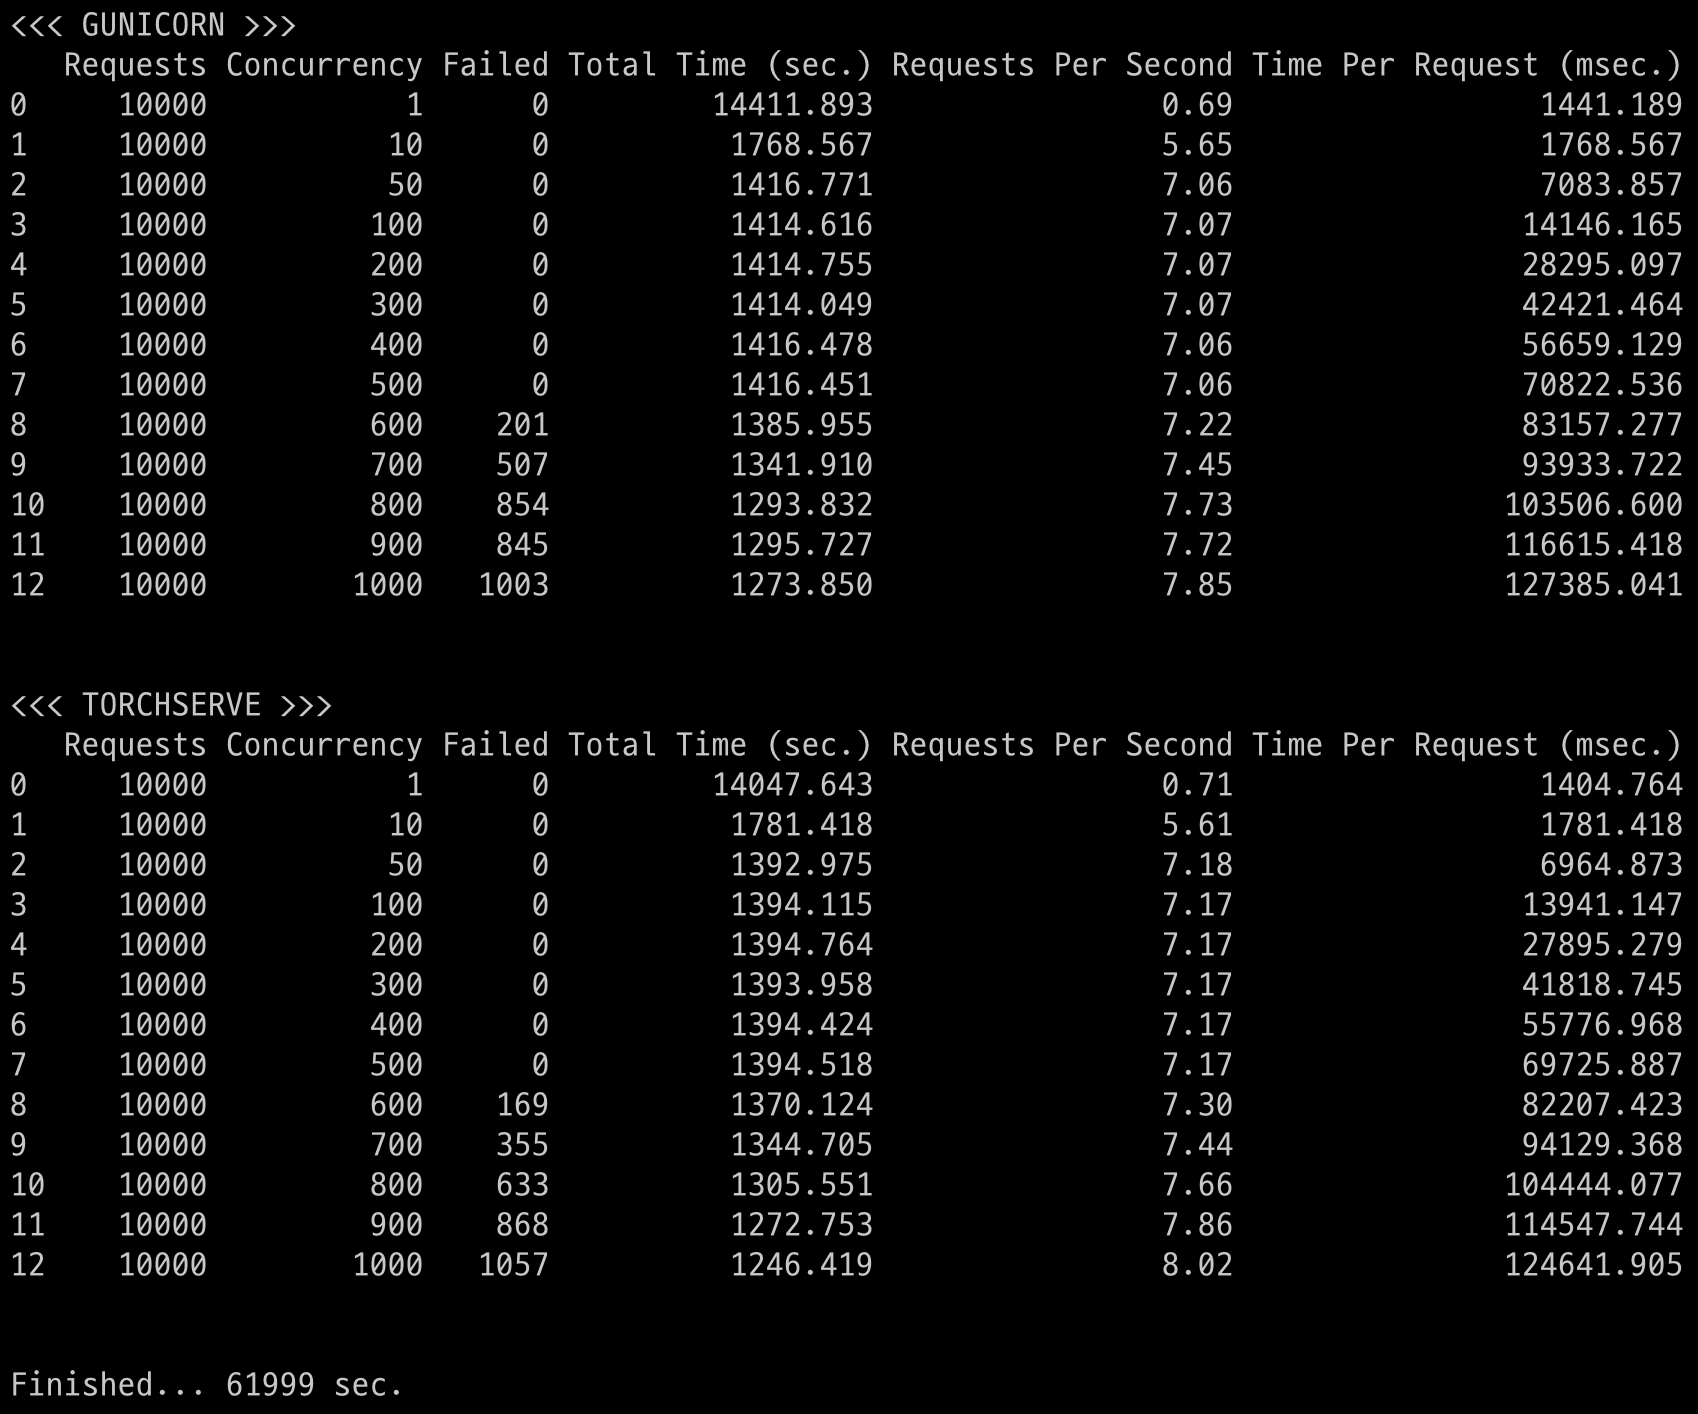 <<< GUNICORN >>>
Requests Concurrency Failed Total Time (sec.) Requests Per Second Time Per Request (msec.)
0 10000 1 0 14411.893 0.69 1441.189
1 10000 10 0 1768.567 5.65 1768.567
2 10000 50 0 1416.771 7.06 7083.857
3 10000 100 0 1414.616 7.07 14146.165
4 10000 200 0 1414.755 7.07 28295.097
5 10000 300 0 1414.049 7.07 42421.464
6 10000 400 0 1416.478 7.06 56659.129
7 10000 500 0 1416.451 7.06 70822.536
8 10000 600 201 1385.955 7.22 83157.277
9 10000 700 507 1341.910 7.45 93933.722
10 10000 800 854 1293.832 7.73 103506.600
11 10000 900 845 1295.727 7.72 116615.418
12 10000 1000 1003 1273.850 7.85 127385.041
<<< TORCHSERVE >>>
Requests Concurrency Failed Total Time (sec.) Requests Per Second Time Per Request (msec.)
0 10000 1 0 14047.643 0.71 1404.764
1 10000 10 0 1781.418 5.61 1781.418
2 10000 50 0 1392.975 7.18 6964.873
3 10000 100 0 1394.115 7.17 13941.147
4 10000 200 0 1394.764 7.17 27895.279
5 10000 300 0 1393.958 7.17 41818.745
6 10000 400 0 1394.424 7.17 55776.968
7 10000 500 0 1394.518 7.17 69725.887
8 10000 600 169 1370.124 7.30 82207.423
9 10000 700 355 1344.705 7.44 94129.368
10 10000 800 633 1305.551 7.66 104444.077
11 10000 900 868 1272.753 7.86 114547.744
12 10000 1000 1057 1246.419 8.02 124641.905
Finished... 61999 sec.